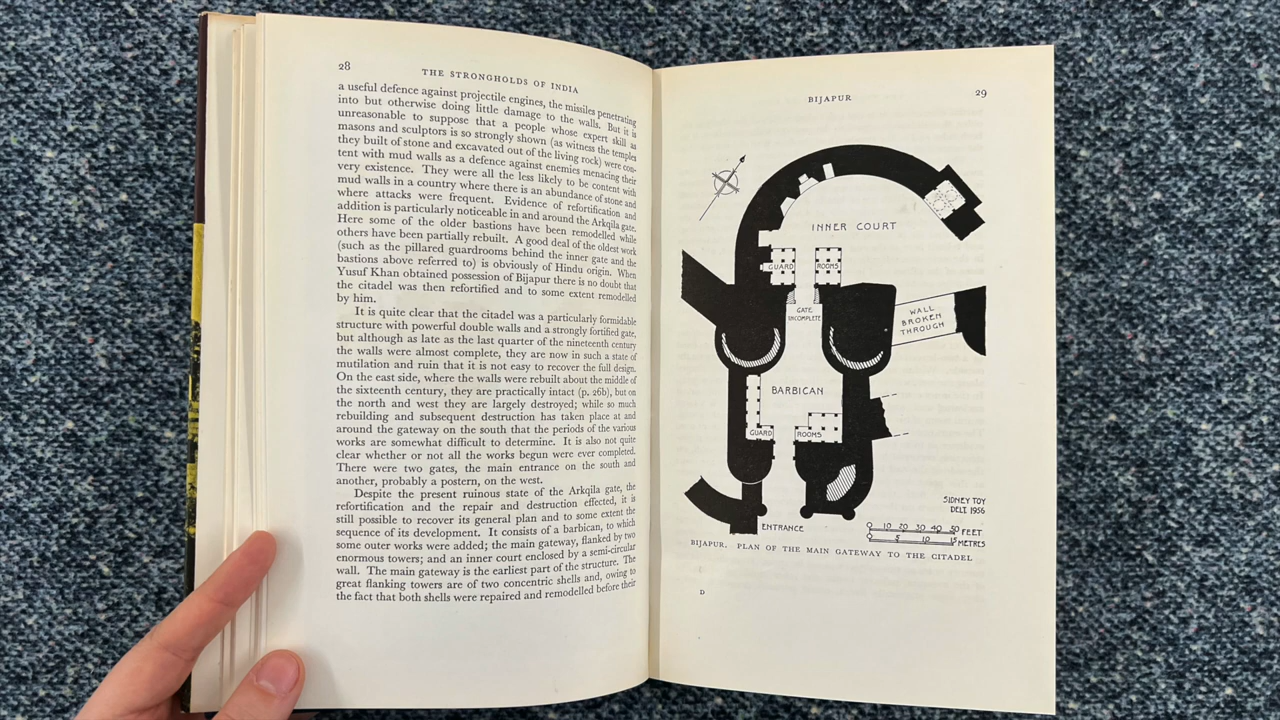 28
THE STRONGHOLDS OF INDIA
a useful defence against projectile engines, the missiles penetrating
into but otherwise doing little damage to the walls. But it is
unreasonable to suppose that a people whose expert skill as
masons and sculptors is so strongly shown (as witness the temples
they built of stone and excavated out of the living rock) were con-
tent with mud walls as a defence against enemies menacing their
very existence. They were all the less likely to be content with
mud walls in a country where there is an abundance of stone and
where attacks were frequent. Evidence of refortification and
addition is particularly noticeable in and around the Arkqila gate.
Here some of the older bastions have been remodelled while
others have been partially rebuilt. A good deal of the oldest work
(such as the pillared guardrooms behind the inner gate and the
bastions above referred to) is obviously of Hindu origin. When
Yusuf Khan obtained possession of Bijapur there is no doubt that
the citadel was then refortified and to some extent remodelled
by him.
It is quite clear that the citadel was a particularly formidable
structure with powerful double walls and a strongly fortified gate,
but although as late as the last quarter of the nineteenth century
the walls were almost complete, they are now in such a state of
mutilation and ruin that it is not easy to recover the full design.
On the east side, where the walls were rebuilt about the middle of
the sixteenth century, they are practically intact (p. 26b), but on
the north and west they are largely destroyed; while so much
rebuilding and subsequent destruction has taken place at and
around the gateway on the south that the periods of the various
works are somewhat difficult to determine. It is also not quite
clear whether or not all the works begun were ever completed.
There were two gates, the main entrance on the south and
another, probably a postern, on the west.
Despite the present ruinous state of the Arkqila gate, the
refortification and the repair and destruction effected, it is
still possible to recover its general plan and to some extent the
sequence of its development. It consists of a barbican, to which
some outer works were added; the main gateway, flanked by two
enormous towers; and an inner court enclosed by a semi-circular
wall. The main gateway is the earliest part of the structure. The
great flanking towers are of two concentric shells and, owing to
the fact that both shells were repaired and remodelled before their
BIJAPUR
29
INNER COURT
GUARD ROOMS
GATE
INCOMPLETE
WALL
BROKEN
THROUGH
BARBICAN
GUARD ROOMS
SIDNEY TOY
DELT. 1956
ENTRANCE
0 10 20 30 40 50 FEET
0 5 10 15 METRES
BIJAPUR. PLAN OF THE MAIN GATEWAY TO THE CITADEL
D